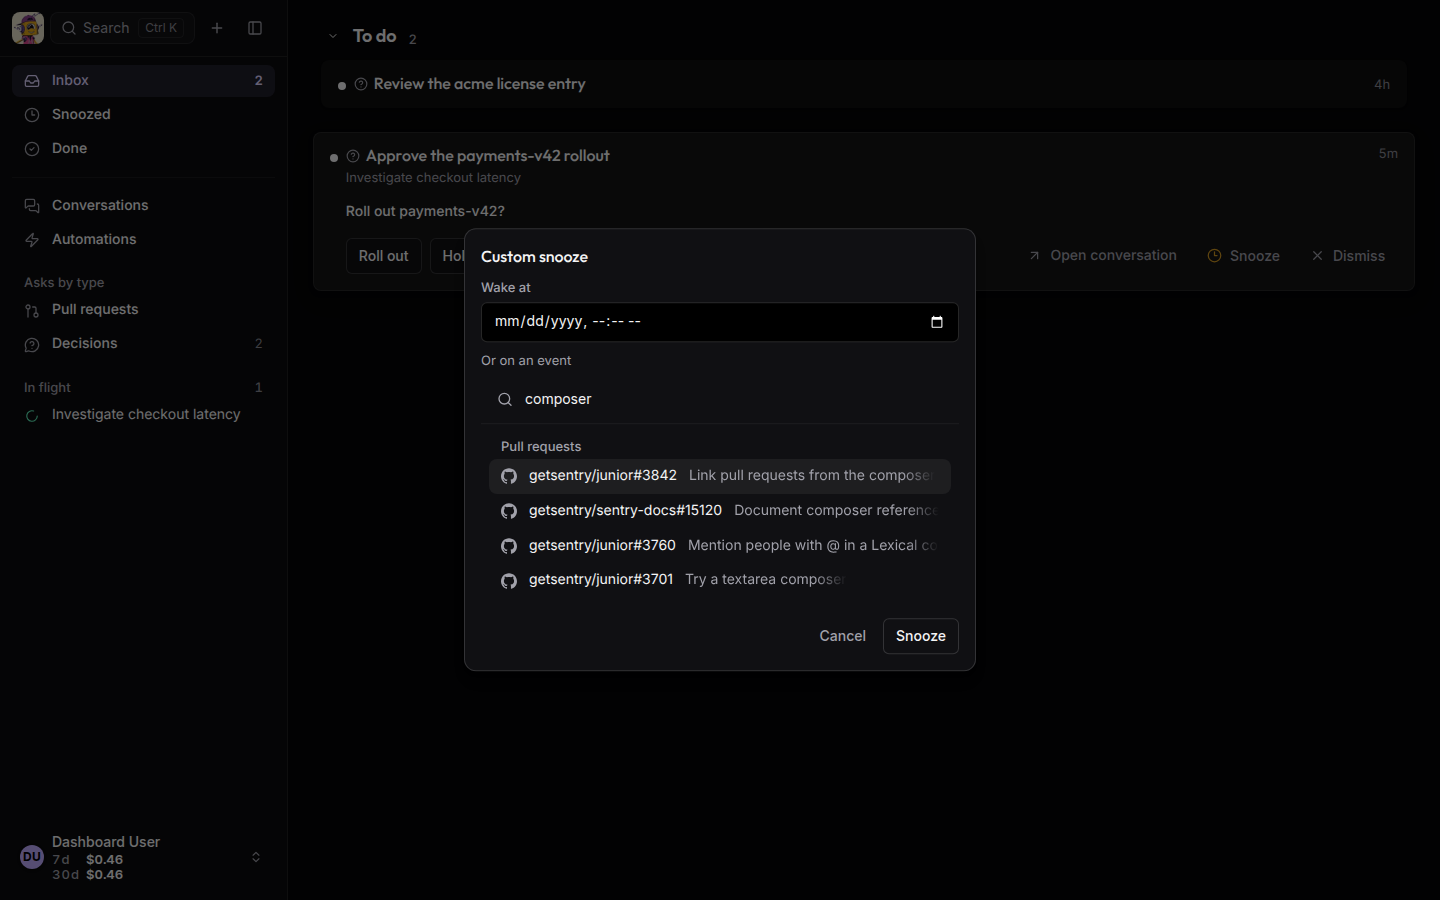 Search Ctrl K
Inbox 2
Snoozed
Done
Conversations
Automations
Asks by type
Pull requests
Decisions 2
In flight 1
Investigate checkout latency
DU
Dashboard User
7d $0.46
30d $0.46
To do 2
Review the acme license entry 4h
Approve the payments-v42 rollout 5m
Investigate checkout latency
Roll out payments-v42?
Roll out
Open conversation Snooze Dismiss
Custom snooze
Wake at
mm/dd/yyyy, --:-- --
Or on an event
composer
Pull requests
getsentry/junior#3842 Link pull requests from the composer
getsentry/sentry-docs#15120 Document composer reference
getsentry/junior#3760 Mention people with @ in a Lexical co
getsentry/junior#3701 Try a textarea composer
Cancel Snooze